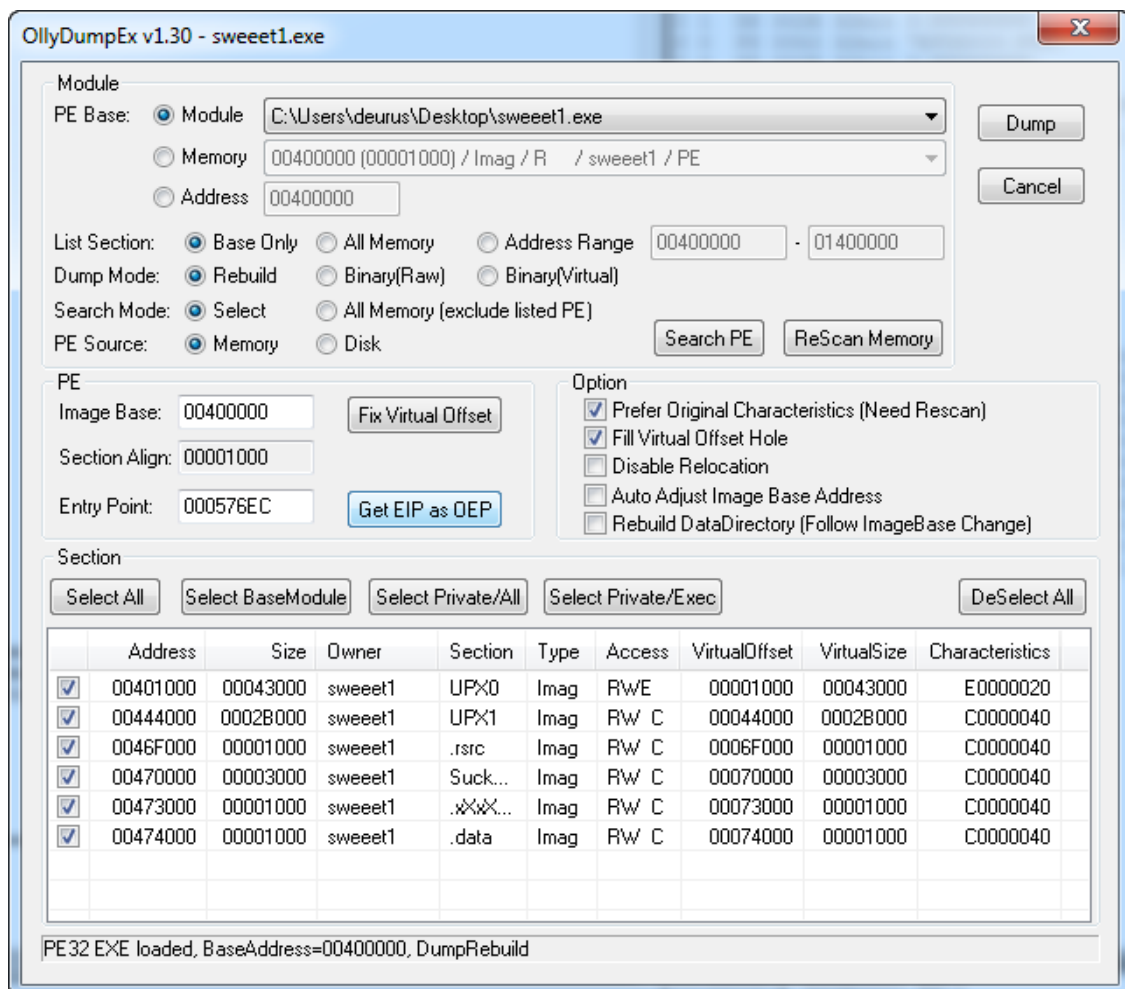 OllyDumpEx v1.30 - sweeet1.exe
Module
PE Base: Module C:\Users\deurus\Desktop\sweeet1.exe Dump
Memory 00400000 (00001000) / Imag / R / sweeet1 / PE
Cancel
Address 00400000
List Section: Base Only All Memory Address Range 00400000 - 01400000
Dump Mode: Rebuild Binary(Raw) Binary(Virtual)
Search Mode: Select All Memory (exclude listed PE)
PE Source: Memory Disk Search PE ReScan Memory
PE Option
Image Base: 00400000 Fix Virtual Offset Prefer Original Characteristics (Need Rescan)
Fill Virtual Offset Hole
Section Align: 00001000 Disable Relocation
Auto Adjust Image Base Address
Entry Point: 000576EC Get EIP as OEP
Rebuild DataDirectory (Follow ImageBase Change)
Section
Select All Select BaseModule Select Private/All Select Private/Exec DeSelect All
Address Size Owner Section Type Access VirtualOffset VirtualSize Characteristics
00401000 00043000 sweeet1 UPX0 Imag RWE 00001000 00043000 E0000020
00444000 0002B000 sweeet1 UPX1 Imag RW C 00044000 0002B000 C0000040
0046F000 00001000 sweeet1 .rsrc Imag RW C 0006F000 00001000 C0000040
00470000 00003000 sweeet1 Suck... Imag RW C 00070000 00003000 C0000040
00473000 00001000 sweeet1 .xXxX... Imag RW C 00073000 00001000 C0000040
00474000 00001000 sweeet1 .data Imag RW C 00074000 00001000 C0000040
PE32 EXE loaded, BaseAddress=00400000, DumpRebuild